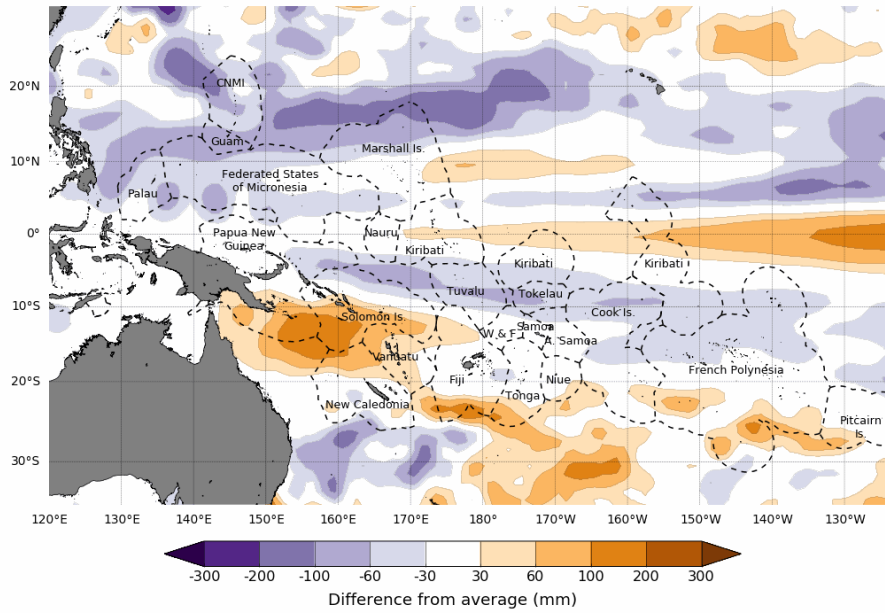 20°N
10°N
0°
10°S
20°S
30°S
CNMI
Guam
Marshall Is.
Federated States
of Micronesia
Palau
Papua New
Guinea
Nauru
Kiribati
Kiribati
Kiribati
Tuvalu
Tokelau
Solomon Is.
Cook Is.
W & F
Samoa
A. Samoa
Vanuatu
Fiji
Tonga
Niue
French Polynesia
New Caledonia
Pitcairn
Is.
120°E 130°E 140°E 150°E 160°E 170°E 180° 170°W 160°W 150°W 140°W 130°W
-300 -200 -100 -60 -30 30 60 100 200 300
Difference from average (mm)